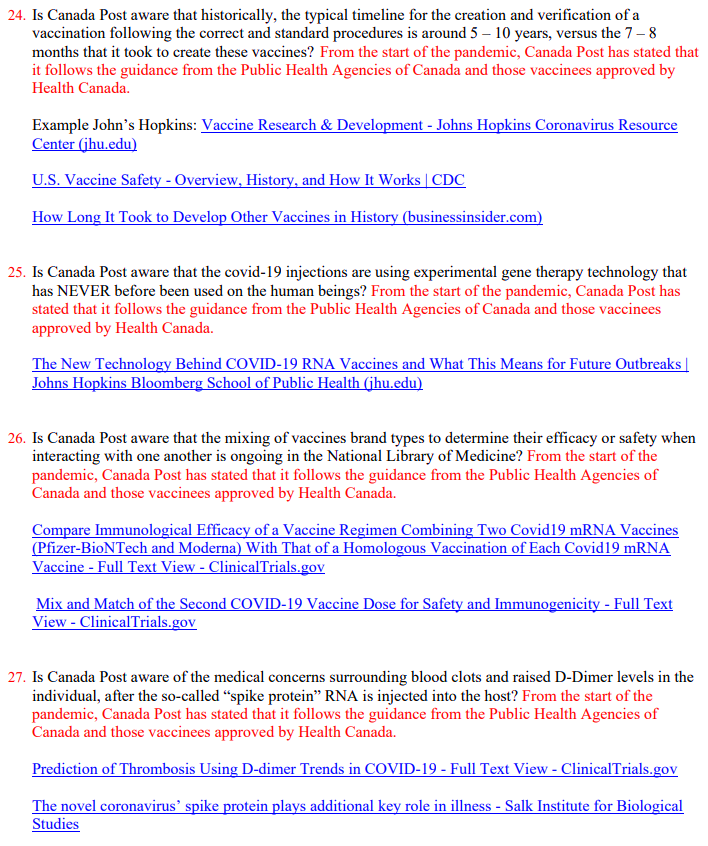 24. Is Canada Post aware that historically, the typical timeline for the creation and verification of a
vaccination following the correct and standard procedures is around 5 – 10 years, versus the 7 – 8
months that it took to create these vaccines? From the start of the pandemic, Canada Post has stated that
it follows the guidance from the Public Health Agencies of Canada and those vaccinees approved by
Health Canada.
Example John’s Hopkins: Vaccine Research & Development - Johns Hopkins Coronavirus Resource
Center (jhu.edu)
U.S. Vaccine Safety - Overview, History, and How It Works | CDC
How Long It Took to Develop Other Vaccines in History (businessinsider.com)
25. Is Canada Post aware that the covid-19 injections are using experimental gene therapy technology that
has NEVER before been used on the human beings? From the start of the pandemic, Canada Post has
stated that it follows the guidance from the Public Health Agencies of Canada and those vaccinees
approved by Health Canada.
The New Technology Behind COVID-19 RNA Vaccines and What This Means for Future Outbreaks |
Johns Hopkins Bloomberg School of Public Health (jhu.edu)
26. Is Canada Post aware that the mixing of vaccines brand types to determine their efficacy or safety when
interacting with one another is ongoing in the National Library of Medicine? From the start of the
pandemic, Canada Post has stated that it follows the guidance from the Public Health Agencies of
Canada and those vaccinees approved by Health Canada.
Compare Immunological Efficacy of a Vaccine Regimen Combining Two Covid19 mRNA Vaccines
(Pfizer-BioNTech and Moderna) With That of a Homologous Vaccination of Each Covid19 mRNA
Vaccine - Full Text View - ClinicalTrials.gov
Mix and Match of the Second COVID-19 Vaccine Dose for Safety and Immunogenicity - Full Text
View - ClinicalTrials.gov
27. Is Canada Post aware of the medical concerns surrounding blood clots and raised D-Dimer levels in the
individual, after the so-called “spike protein” RNA is injected into the host? From the start of the
pandemic, Canada Post has stated that it follows the guidance from the Public Health Agencies of
Canada and those vaccinees approved by Health Canada.
Prediction of Thrombosis Using D-dimer Trends in COVID-19 - Full Text View - ClinicalTrials.gov
The novel coronavirus’ spike protein plays additional key role in illness - Salk Institute for Biological
Studies